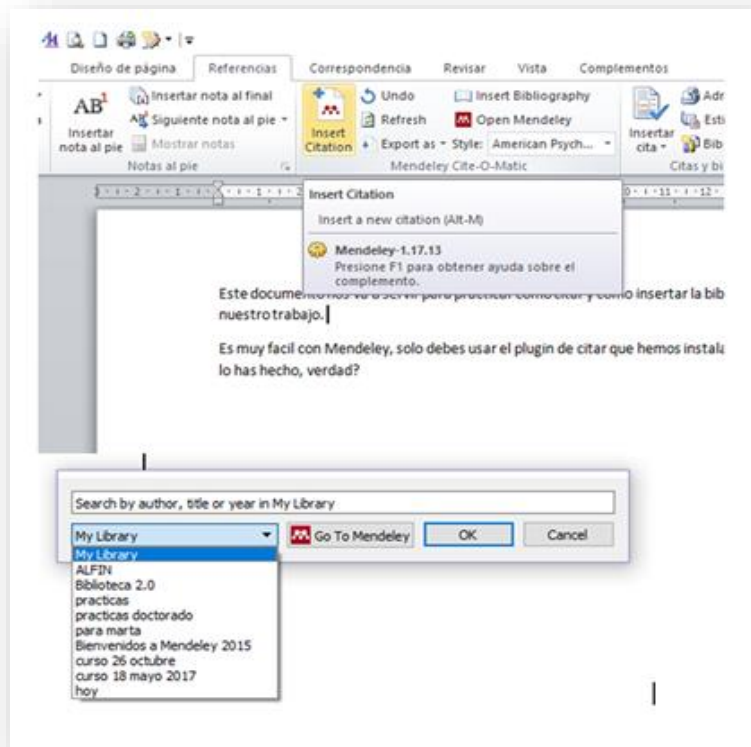 Diseño de página Referencias Correspondencia Revisar Vista Complementos
AB1 Insertar nota al final Undo Insert Bibliography
Siguiente nota al pie Refresh Open Mendeley
Insertar nota al pie Mostrar notas Insert Citation Export as Style: American Psych... Insertar cita
Notas al pie Mendeley Cite-O-Matic Citas y bi
Insert Citation
Insert a new citation (Alt-M)
Mendeley-1.17.13
Presione F1 para obtener ayuda sobre el
complemento.
Este documento nos va a servir para practicar como citar y como insertar la bib
nuestro trabajo.
Es muy facil con Mendeley, solo debes usar el plugin de citar que hemos instala
lo has hecho, verdad?
Search by author, title or year in My Library
My Library Go To Mendeley OK Cancel
My Library
ALFIN
Biblioteca 2.0
practicas
practicas doctorado
para marta
Bienvenidos a Mendeley 2015
curso 26 octubre
curso 18 mayo 2017
hoy